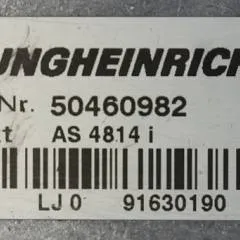 UNGHEINRICH
Nr. 50460982
t AS 4814 i
LJ 0 91630190